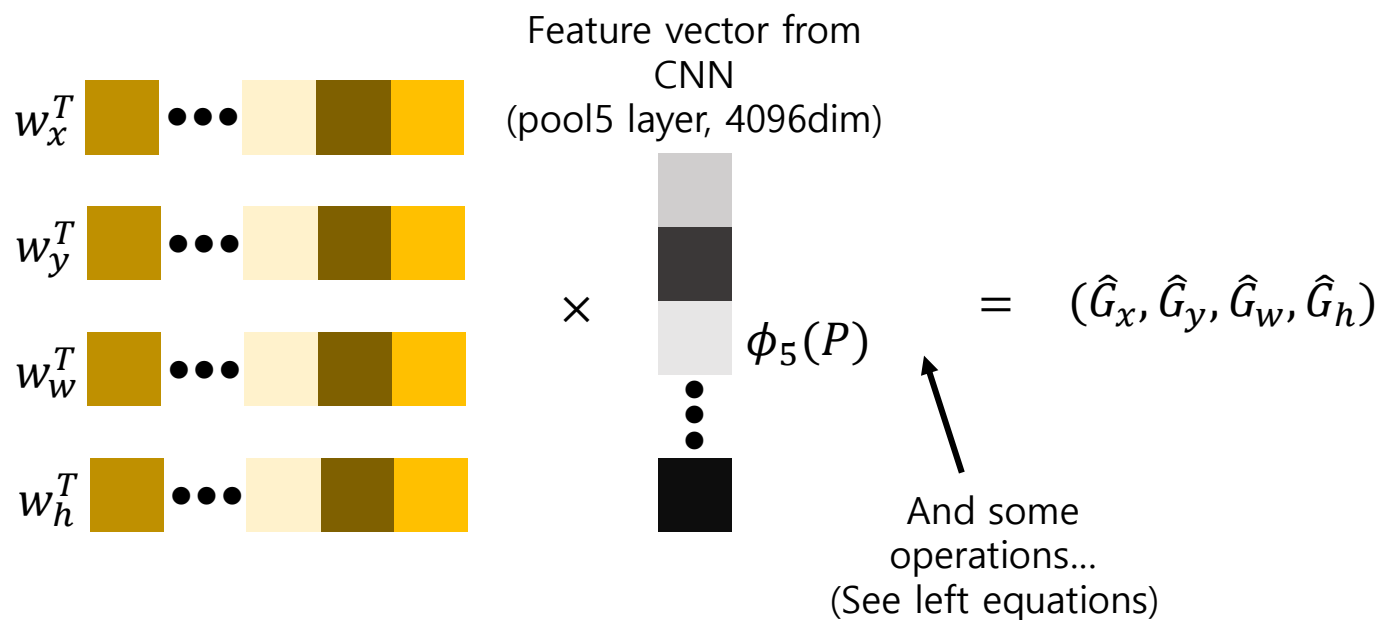 Feature vector from
CNN
(pool5 layer, 4096dim)
w_x^T
w_y^T
w_w^T
w_h^T
×
ϕ_5(P)
= (Ĝ_x, Ĝ_y, Ĝ_w, Ĝ_h)
And some
operations...
(See left equations)